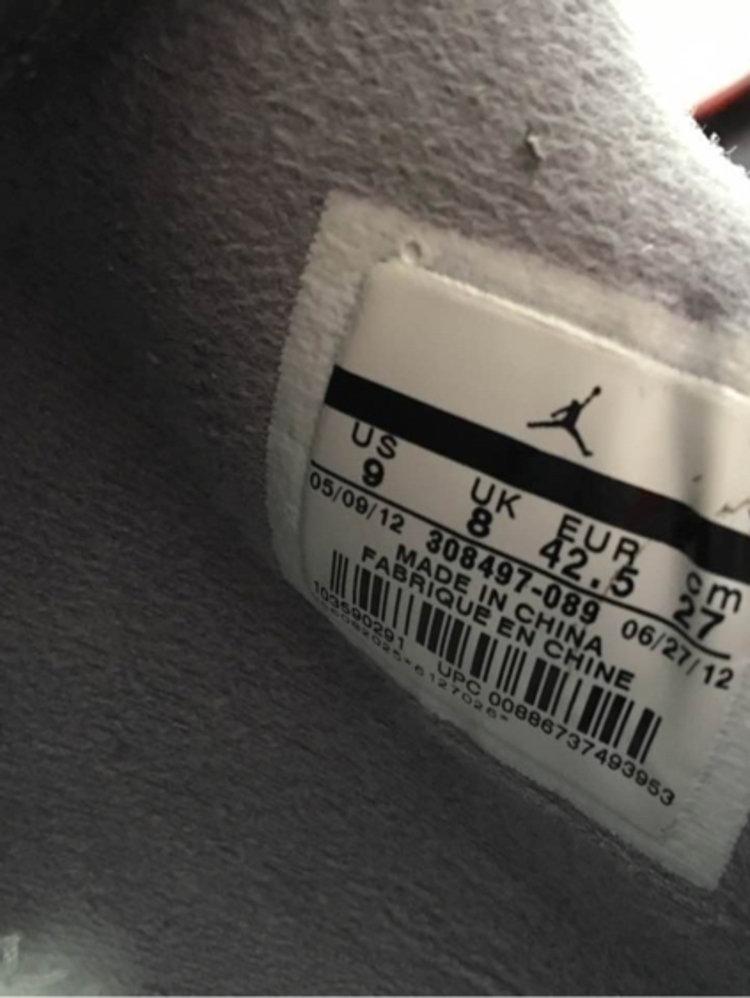 US UK EUR cm
9 8 42.5 27
05/09/12 308497-089 06/27/12
MADE IN CHINA
FABRIQUE EN CHINE
103590291 UPC 00886737493953